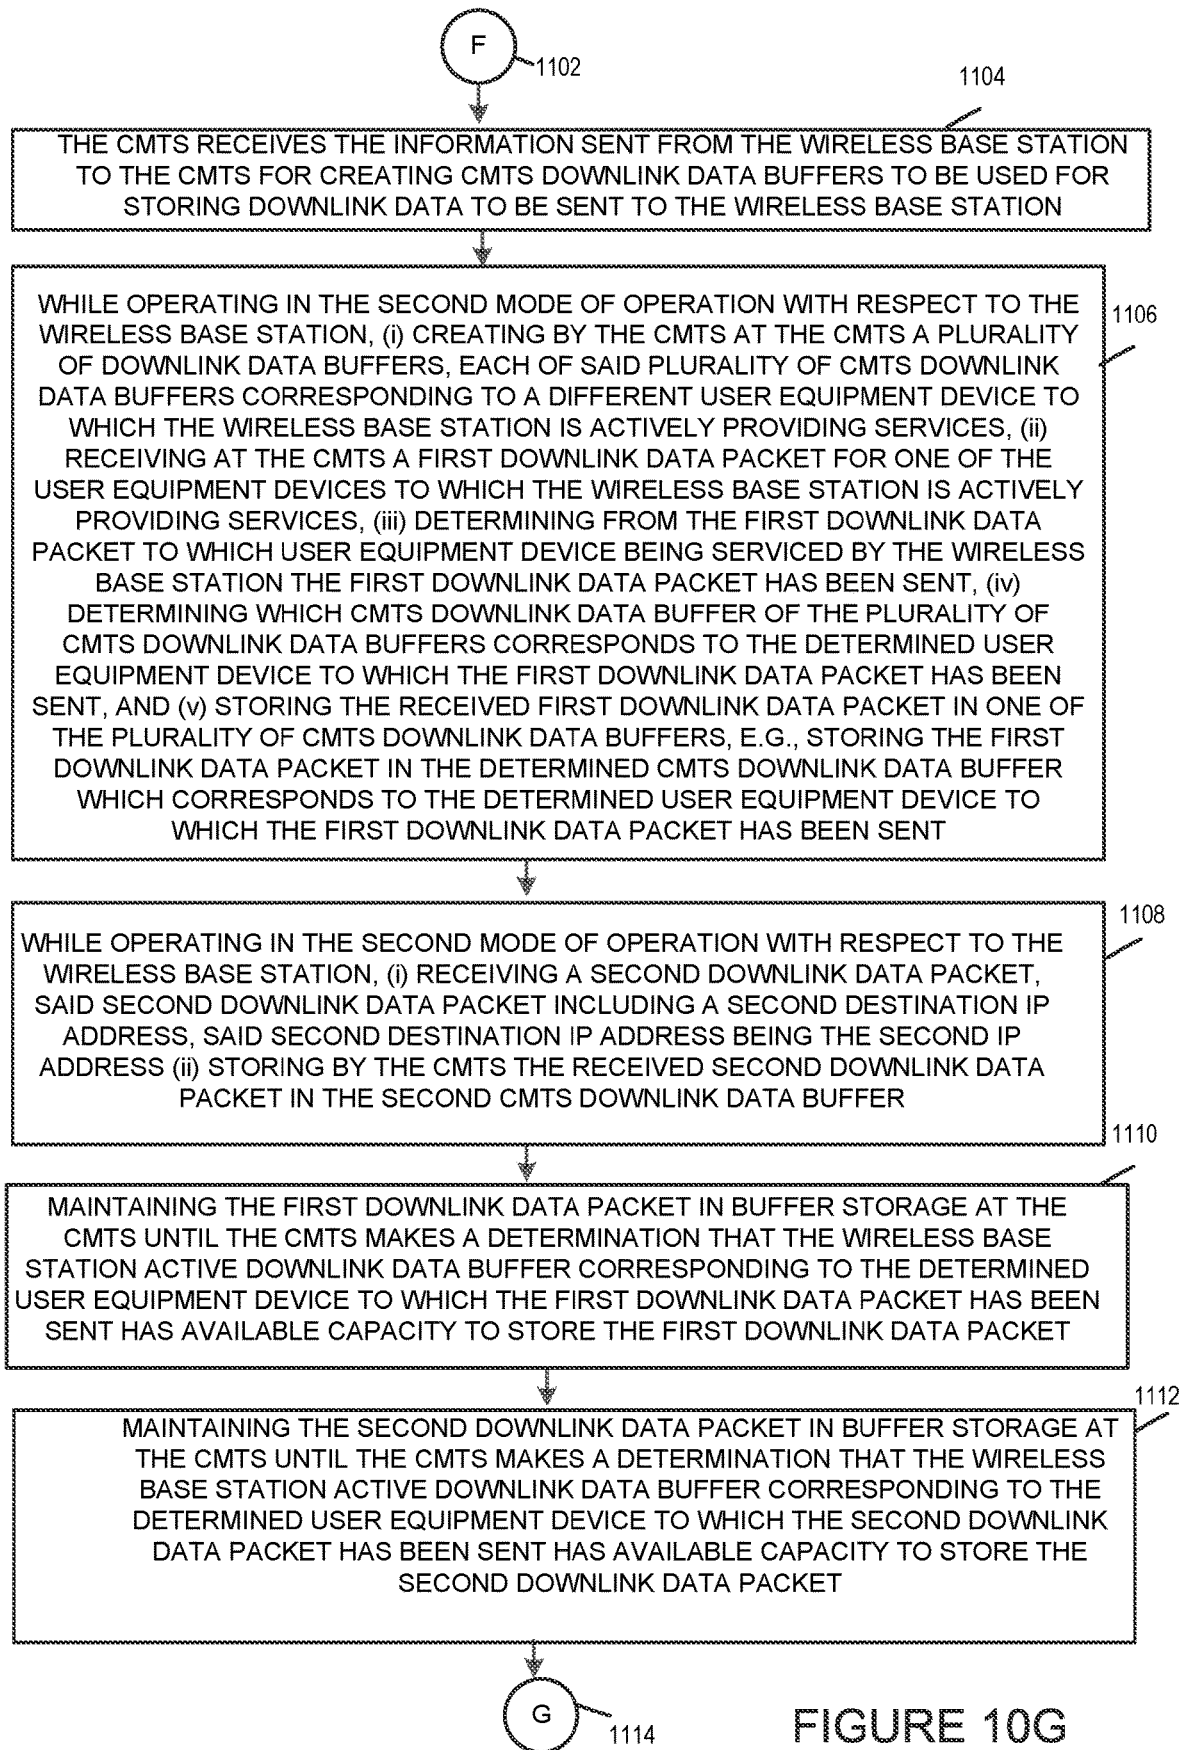 F
1102
1104
THE CMTS RECEIVES THE INFORMATION SENT FROM THE WIRELESS BASE STATION
TO THE CMTS FOR CREATING CMTS DOWNLINK DATA BUFFERS TO BE USED FOR
STORING DOWNLINK DATA TO BE SENT TO THE WIRELESS BASE STATION
1106
WHILE OPERATING IN THE SECOND MODE OF OPERATION WITH RESPECT TO THE
WIRELESS BASE STATION, (i) CREATING BY THE CMTS AT THE CMTS A PLURALITY
OF DOWNLINK DATA BUFFERS, EACH OF SAID PLURALITY OF CMTS DOWNLINK
DATA BUFFERS CORRESPONDING TO A DIFFERENT USER EQUIPMENT DEVICE TO
WHICH THE WIRELESS BASE STATION IS ACTIVELY PROVIDING SERVICES, (ii)
RECEIVING AT THE CMTS A FIRST DOWNLINK DATA PACKET FOR ONE OF THE
USER EQUIPMENT DEVICES TO WHICH THE WIRELESS BASE STATION IS ACTIVELY
PROVIDING SERVICES, (iii) DETERMINING FROM THE FIRST DOWNLINK DATA
PACKET TO WHICH USER EQUIPMENT DEVICE BEING SERVICED BY THE WIRELESS
BASE STATION THE FIRST DOWNLINK DATA PACKET HAS BEEN SENT, (iv)
DETERMINING WHICH CMTS DOWNLINK DATA BUFFER OF THE PLURALITY OF
CMTS DOWNLINK DATA BUFFERS CORRESPONDS TO THE DETERMINED USER
EQUIPMENT DEVICE TO WHICH THE FIRST DOWNLINK DATA PACKET HAS BEEN
SENT, AND (v) STORING THE RECEIVED FIRST DOWNLINK DATA PACKET IN ONE OF
THE PLURALITY OF CMTS DOWNLINK DATA BUFFERS, E.G., STORING THE FIRST
DOWNLINK DATA PACKET IN THE DETERMINED CMTS DOWNLINK DATA BUFFER
WHICH CORRESPONDS TO THE DETERMINED USER EQUIPMENT DEVICE TO
WHICH THE FIRST DOWNLINK DATA PACKET HAS BEEN SENT
1108
WHILE OPERATING IN THE SECOND MODE OF OPERATION WITH RESPECT TO THE
WIRELESS BASE STATION, (i) RECEIVING A SECOND DOWNLINK DATA PACKET,
SAID SECOND DOWNLINK DATA PACKET INCLUDING A SECOND DESTINATION IP
ADDRESS, SAID SECOND DESTINATION IP ADDRESS BEING THE SECOND IP
ADDRESS (ii) STORING BY THE CMTS THE RECEIVED SECOND DOWNLINK DATA
PACKET IN THE SECOND CMTS DOWNLINK DATA BUFFER
1110
MAINTAINING THE FIRST DOWNLINK DATA PACKET IN BUFFER STORAGE AT THE
CMTS UNTIL THE CMTS MAKES A DETERMINATION THAT THE WIRELESS BASE
STATION ACTIVE DOWNLINK DATA BUFFER CORRESPONDING TO THE DETERMINED
USER EQUIPMENT DEVICE TO WHICH THE FIRST DOWNLINK DATA PACKET HAS BEEN
SENT HAS AVAILABLE CAPACITY TO STORE THE FIRST DOWNLINK DATA PACKET
1112
MAINTAINING THE SECOND DOWNLINK DATA PACKET IN BUFFER STORAGE AT
THE CMTS UNTIL THE CMTS MAKES A DETERMINATION THAT THE WIRELESS
BASE STATION ACTIVE DOWNLINK DATA BUFFER CORRESPONDING TO THE
DETERMINED USER EQUIPMENT DEVICE TO WHICH THE SECOND DOWNLINK
DATA PACKET HAS BEEN SENT HAS AVAILABLE CAPACITY TO STORE THE
SECOND DOWNLINK DATA PACKET
G
1114
FIGURE 10G